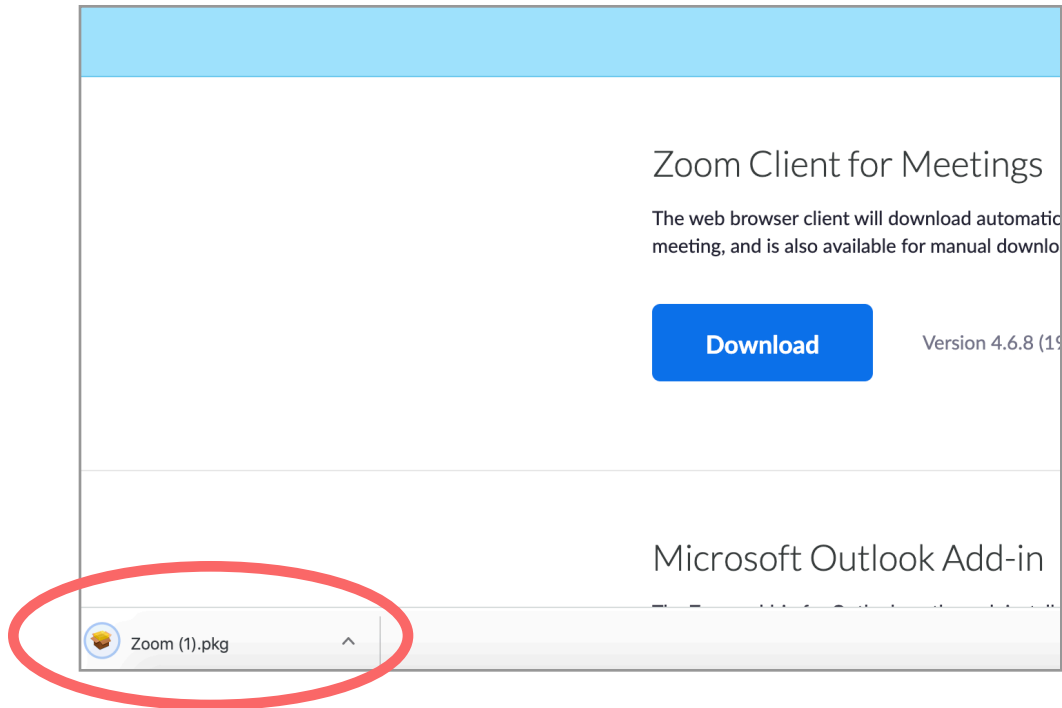 Zoom Client for Meetings
The web browser client will download automatic
meeting, and is also available for manual downlo
Download
Version 4.6.8 (19
Microsoft Outlook Add-in
Zoom (1).pkg